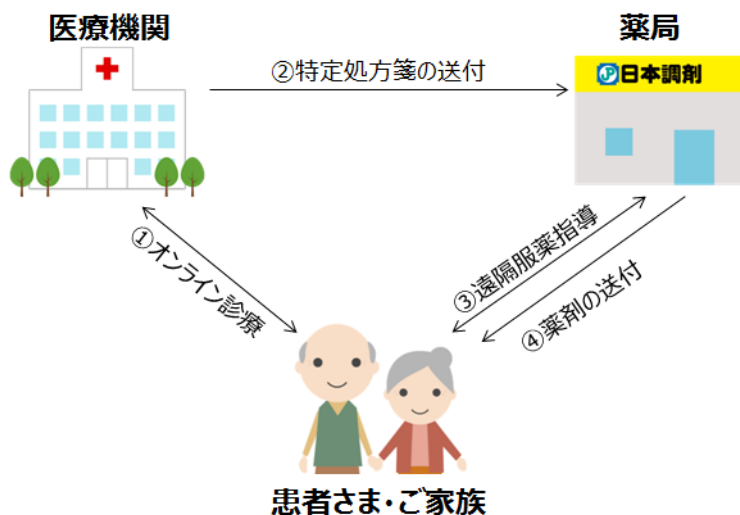 医療機関
薬局
②特定処方箋の送付
JP日本調剤
①オンライン診療
③遠隔服薬指導
④薬剤の送付
患者さま・ご家族